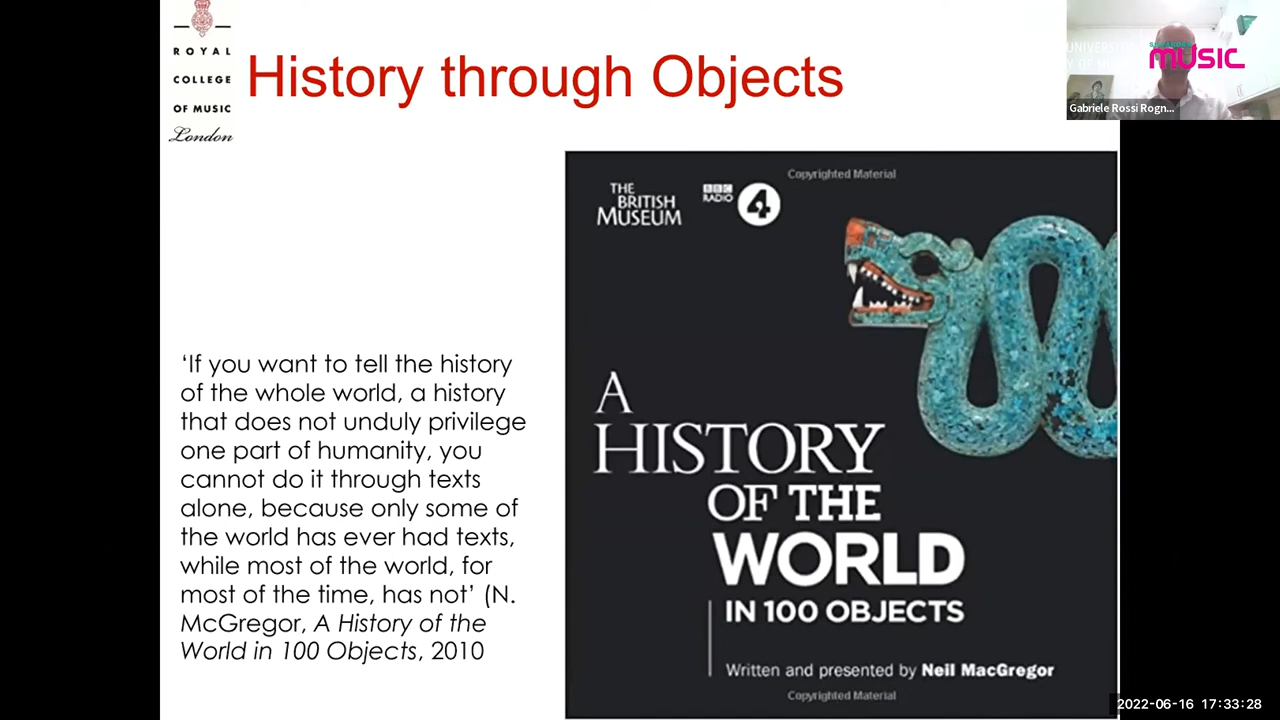 ROYAL
COLLEGE
OF MUSIC
London
History through Objects
MUSIC
Gabriele Rossi Rogn...
‘If you want to tell the history
of the whole world, a history
that does not unduly privilege
one part of humanity, you
cannot do it through texts
alone, because only some of
the world has ever had texts,
while most of the world, for
most of the time, has not’ (N.
McGregor, A History of the
World in 100 Objects, 2010
Copyrighted Material
THE
BRITISH
MUSEUM
BBC
RADIO
4
A
HISTORY
OF THE
WORLD
IN 100 OBJECTS
Written and presented by Neil MacGregor
Copyrighted Material
2022-06-16 17:33:28